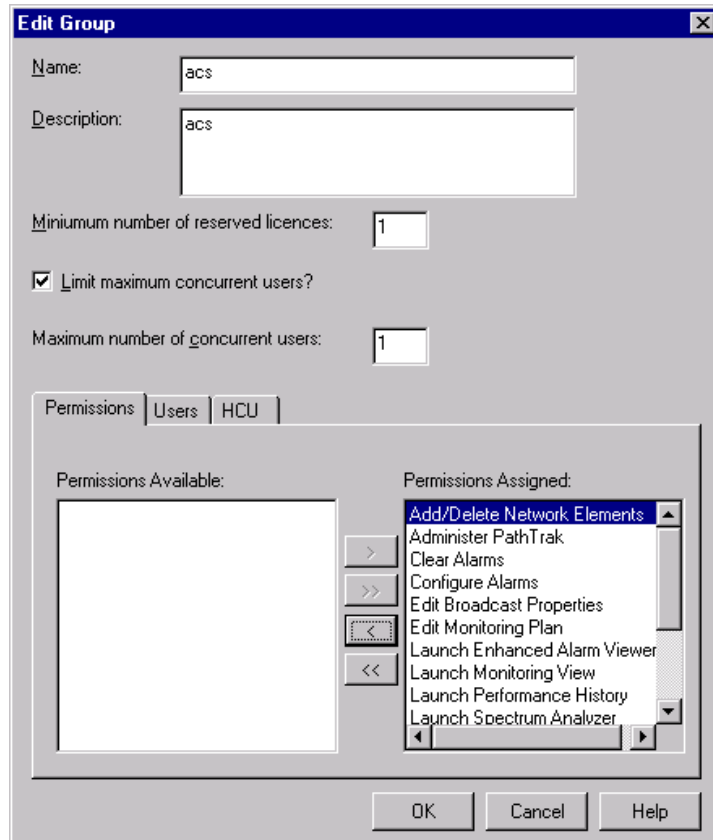 Edit Group
Name:
acs
Description:
acs
Miniumum number of reserved licences:
1
Limit maximum concurrent users?
Maximum number of concurrent users:
1
Permissions
Users
HCU
Permissions Available:
Permissions Assigned:
Add/Delete Network Elements
Administer PathTrak
Clear Alarms
Configure Alarms
Edit Broadcast Properties
Edit Monitoring Plan
Launch Enhanced Alarm Viewer
Launch Monitoring View
Launch Performance History
Launch Spectrum Analyzer
>
>>
<
<<
OK
Cancel
Help